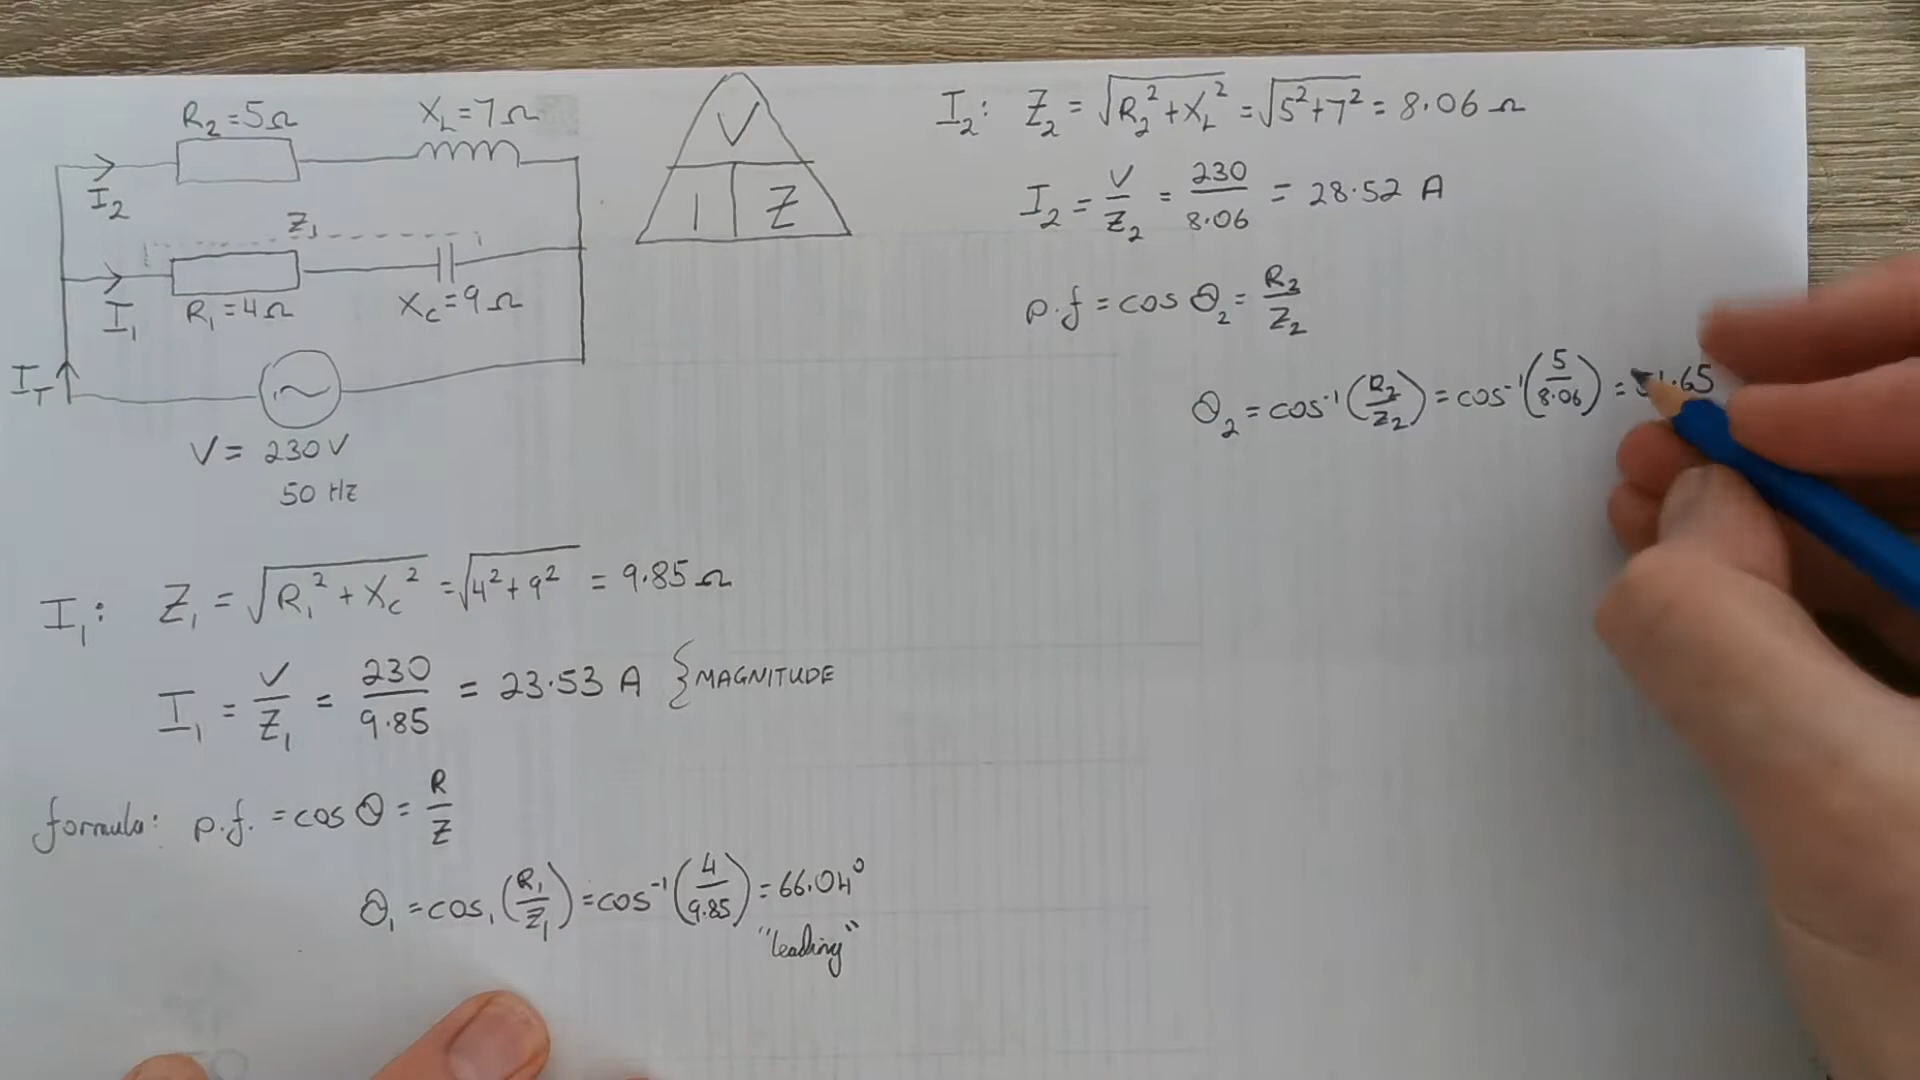 R₂=5Ω
X_L=7Ω
I₂
Z₁
I₁
R₁=4Ω
X_C=9Ω
I_T
V = 230V
50 Hz
V
I Z
I₁: Z₁ = √(R₁² + X_C²) = √(4²+9²) = 9.85 Ω
I₁ = V/Z₁ = 230/9.85 = 23.53 A } MAGNITUDE
formula: p.f. = cos θ = R/Z
θ₁ = cos₁ (R₁/Z₁) = cos⁻¹ (4/9.85) = 66.04°
"leading"
I₂: Z₂ = √(R₂²+X_L²) = √(5²+7²) = 8.06 Ω
I₂ = V/Z₂ = 230/8.06 = 28.52 A
p.f = cos θ₂ = R₂/Z₂
θ₂ = cos⁻¹ (R₂/Z₂) = cos⁻¹ (5/8.06) =